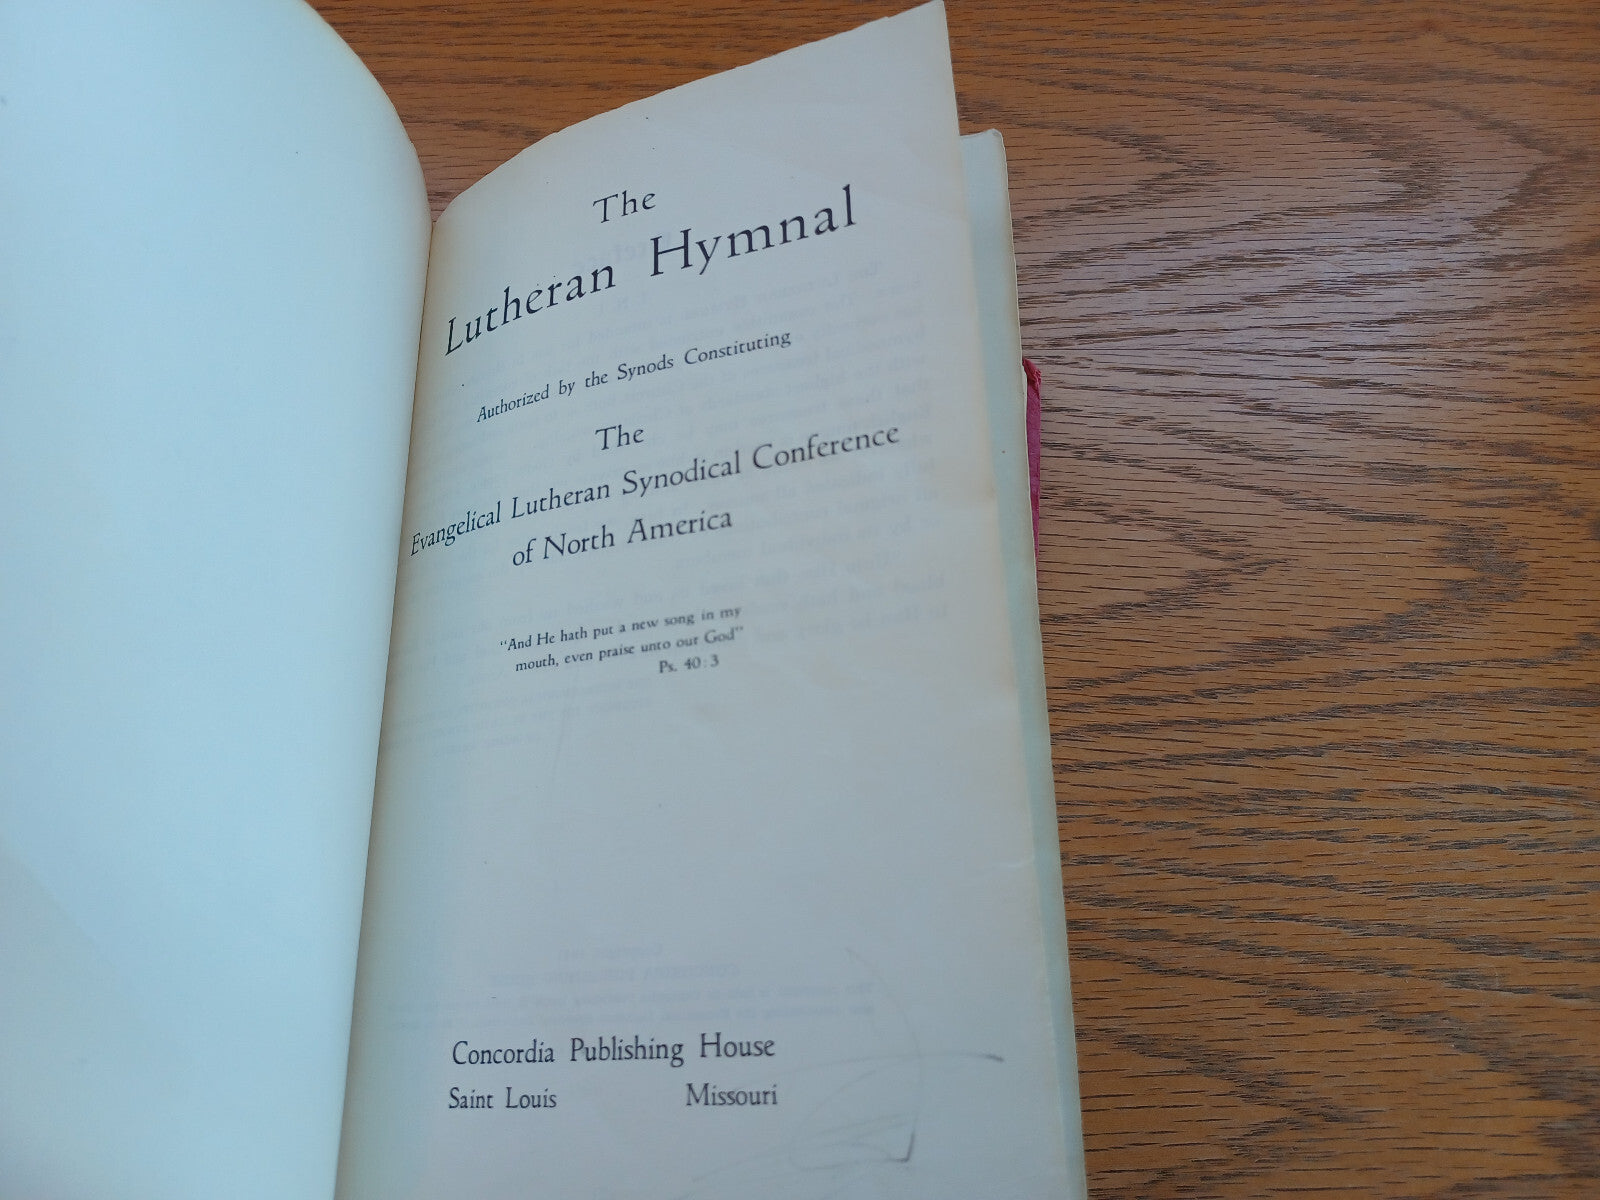 The
Lutheran Hymnal
Authorized by the Synods Constituting
The
Evangelical Lutheran Synodical Conference
of North America
"And He hath put a new song in my
mouth, even praise unto our God"
Ps. 40:3
Concordia Publishing House
Saint Louis Missouri